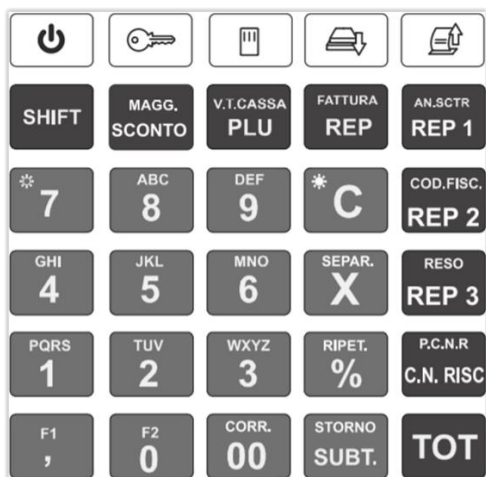 SHIFT
MAGG.
SCONTO
V.T.CASSA
PLU
FATTURA
REP
AN.SCTR
REP 1
7
ABC
8
DEF
9
C
COD.FISC.
REP 2
GHI
4
JKL
5
MNO
6
SEPAR.
X
RESO
REP 3
PQRS
1
TUV
2
WXYZ
3
RIPET.
%
P.C.N.R
C.N. RISC
F1
,
F2
0
CORR.
00
STORNO
SUBT.
TOT